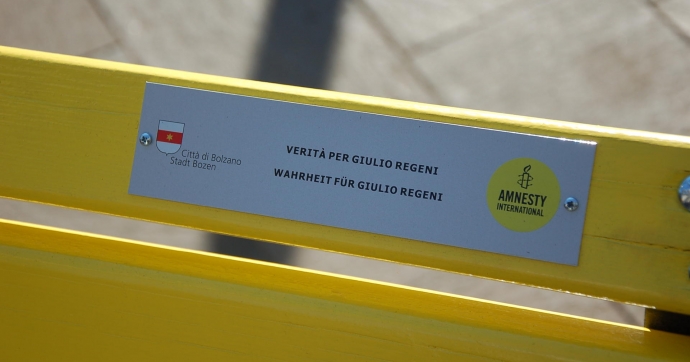 Città di Bolzano
Stadt Bozen
VERITÀ PER GIULIO REGENI
WAHRHEIT FÜR GIULIO REGENI
AMNESTY
INTERNATIONAL